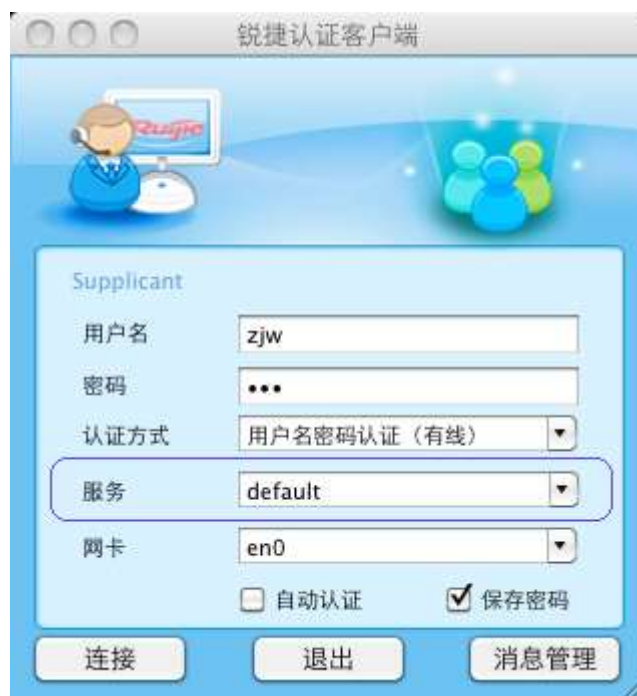 锐捷认证客户端
Ruijie
Supplicant
用户名 zjw
密码 •••
认证方式 用户名密码认证（有线）
服务 default
网卡 en0
自动认证 保存密码
连接 退出 消息管理